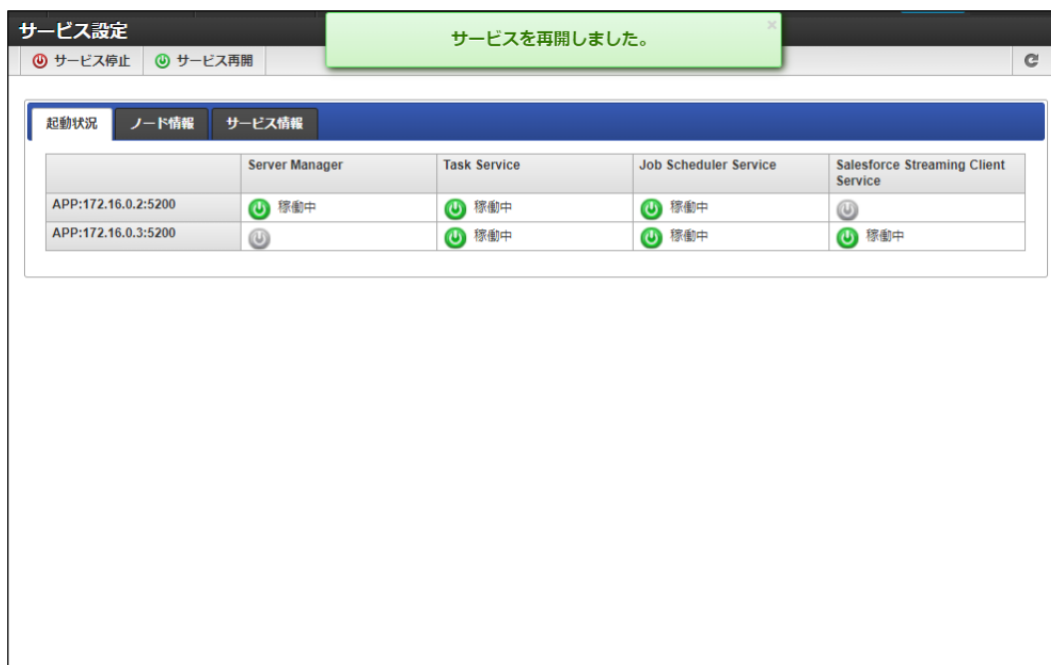 サービス設定
サービスを再開しました。
×
サービス停止 サービス再開
起動状況 ノード情報 サービス情報
Server Manager Task Service Job Scheduler Service Salesforce Streaming Client Service
APP:172.16.0.2:5200 稼働中 稼働中 稼働中
APP:172.16.0.3:5200 稼働中 稼働中 稼働中